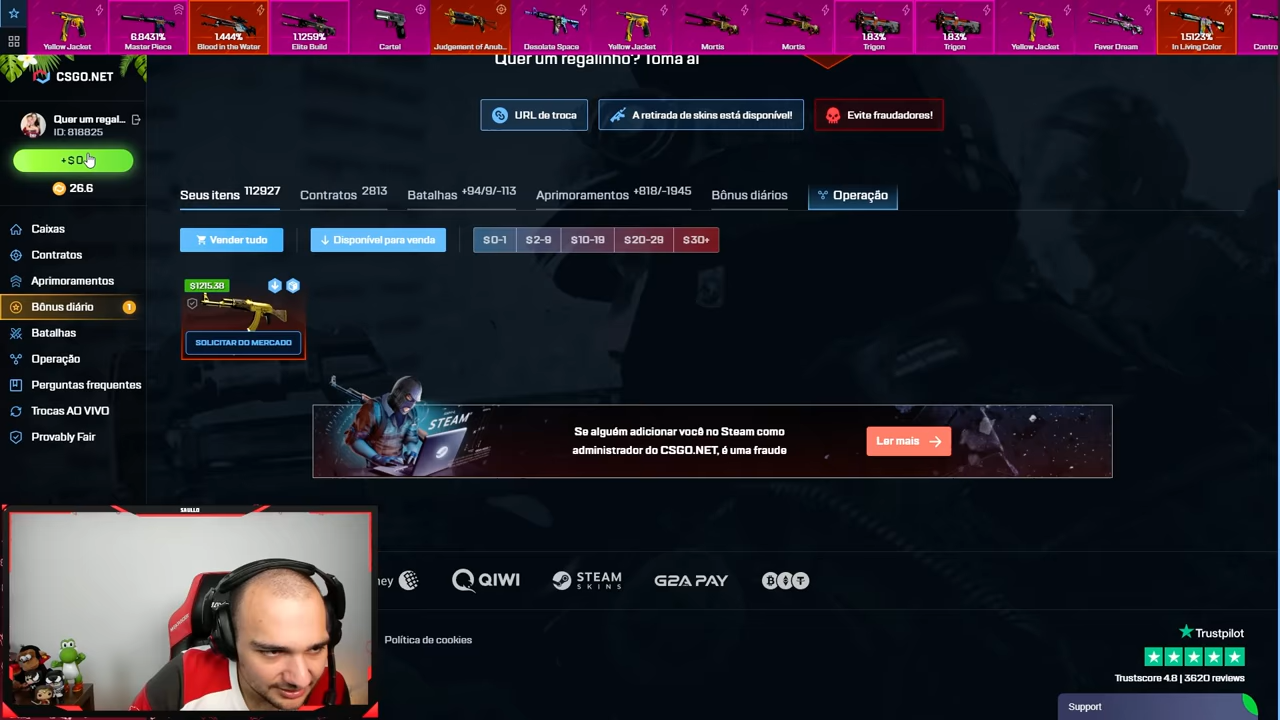 Yellow Jacket
6.8431%
Master Piece
1.444%
Blood in the Water
1.1259%
Elite Build
Cartel
Judgement of Anub...
Desolate Space
Yellow Jacket
Mortis
Mortis
1.83%
Trigon
1.83%
Trigon
Yellow Jacket
Fever Dream
1.5123%
In Living Color
Contro
CSGO.NET
Quer um regalinho? Toma aí
Quer um regal...
ID: 818825
+$0
26.6
URL de troca
A retirada de skins está disponível!
Evite fraudadores!
Seus itens 112927
Contratos 2813
Batalhas +94/9/-113
Aprimoramentos +818/-1945
Bônus diários
Operação
Vender tudo
Disponível para venda
$0-1
$2-9
$10-19
$20-29
$30+
Caixas
Contratos
Aprimoramentos
Bônus diário 1
Batalhas
Operação
Perguntas frequentes
Trocas AO VIVO
Provably Fair
$1215.38
SOLICITAR DO MERCADO
STEAM
Se alguém adicionar você no Steam como
administrador do CSGO.NET, é uma fraude
Ler mais
SAULLO
ney
QIWI
STEAM
SKINS
G2A PAY
Política de cookies
Trustpilot
Trustscore 4.8 | 3620 reviews
Support